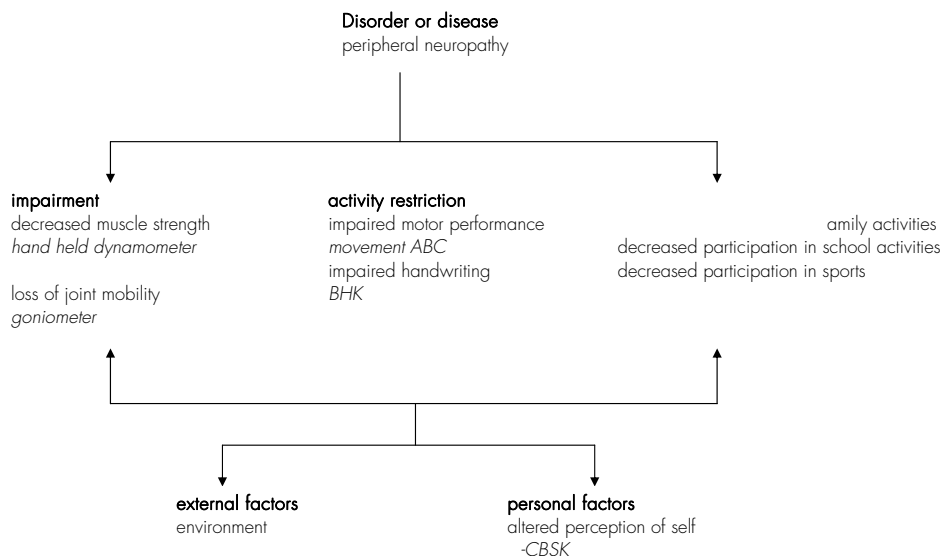 Disorder or disease
peripheral neuropathy
impairment
decreased muscle strength
hand held dynamometer
loss of joint mobility
goniometer
activity restriction
impaired motor performance
movement ABC
impaired handwriting
BHK
amily activities
decreased participation in school activities
decreased participation in sports
external factors
environment
personal factors
altered perception of self
-CBSK